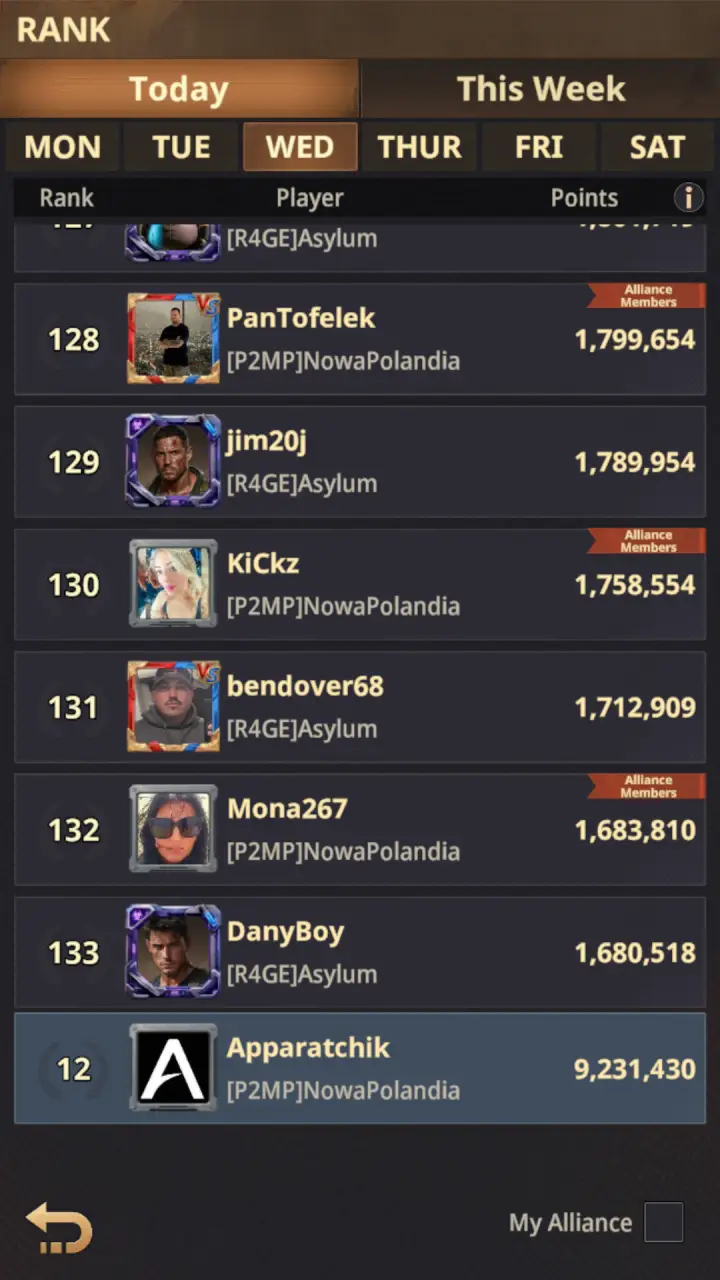 RANK
Today
This Week
MON
TUE
WED
THUR
FRI
SAT
Rank
Player
Points
[R4GE]Asylum
Alliance
Members
128
PanTofelek
1,799,654
[P2MP]NowaPolandia
129
jim20j
1,789,954
[R4GE]Asylum
Alliance
Members
130
KiCkz
1,758,554
[P2MP]NowaPolandia
131
bendover68
1,712,909
[R4GE]Asylum
Alliance
Members
132
Mona267
1,683,810
[P2MP]NowaPolandia
133
DanyBoy
1,680,518
[R4GE]Asylum
12
Apparatchik
9,231,430
[P2MP]NowaPolandia
My Alliance